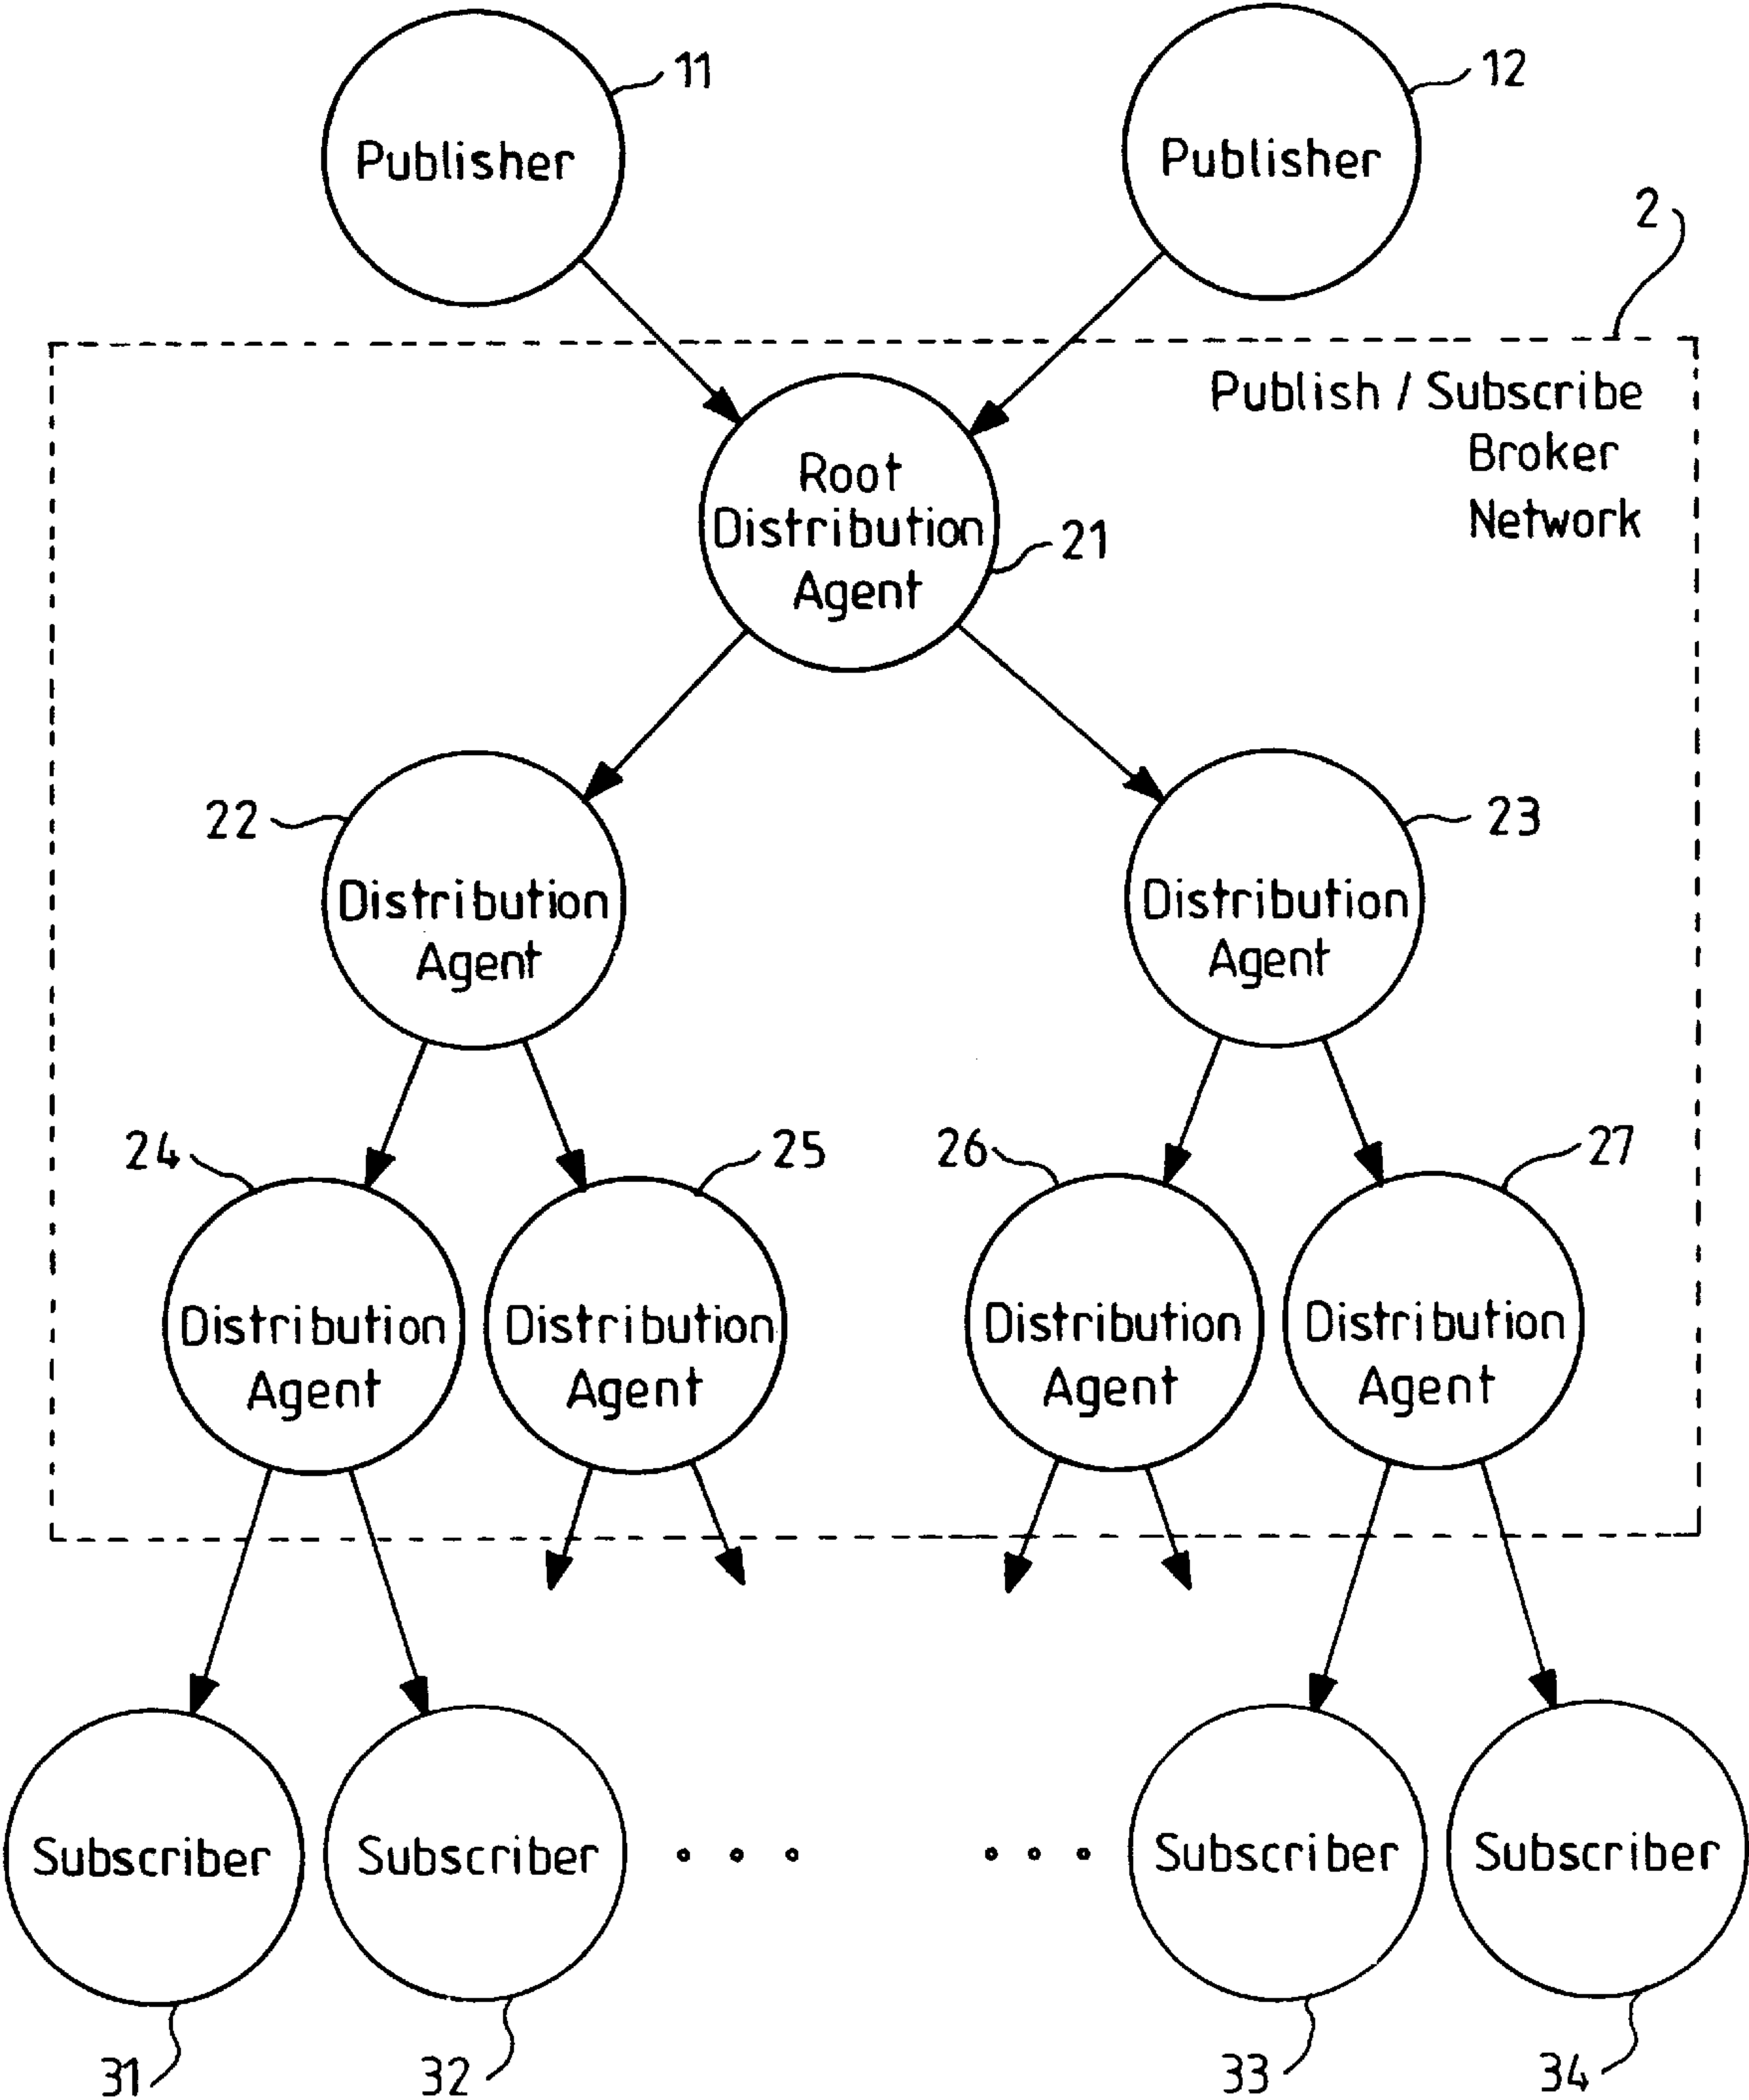 11
12
Publisher
Publisher
2
Publish / Subscribe
Broker
Network
Root
Distribution
Agent
21
22
23
Distribution
Agent
Distribution
Agent
24
25
26
27
Distribution
Agent
Distribution
Agent
Distribution
Agent
Distribution
Agent
Subscriber
Subscriber
Subscriber
Subscriber
31
32
33
34